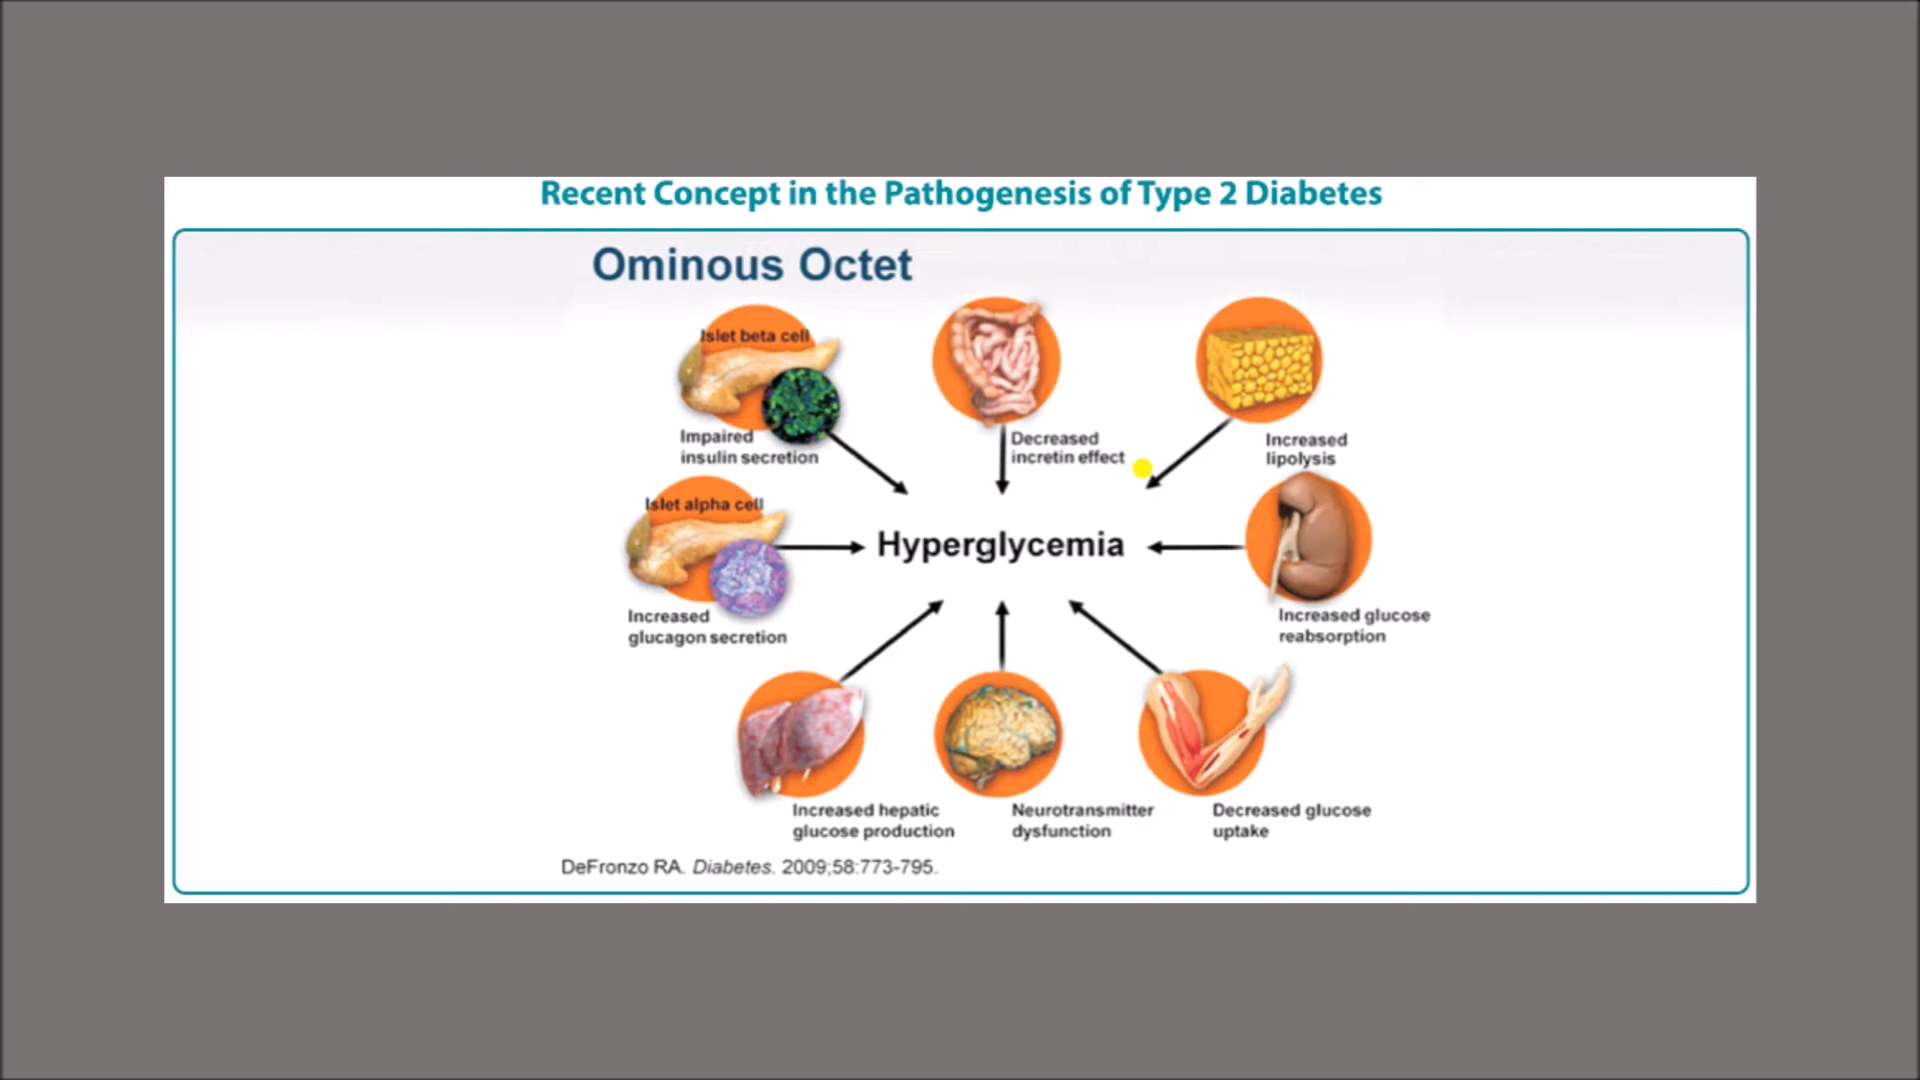 Recent Concept in the Pathogenesis of Type 2 Diabetes
Ominous Octet
Islet beta cell
Impaired
insulin secretion
Decreased
incretin effect
Increased
lipolysis
Islet alpha cell
Increased
glucagon secretion
Hyperglycemia
Increased glucose
reabsorption
Increased hepatic
glucose production
Neurotransmitter
dysfunction
Decreased glucose
uptake
DeFronzo RA. Diabetes. 2009;58:773-795.